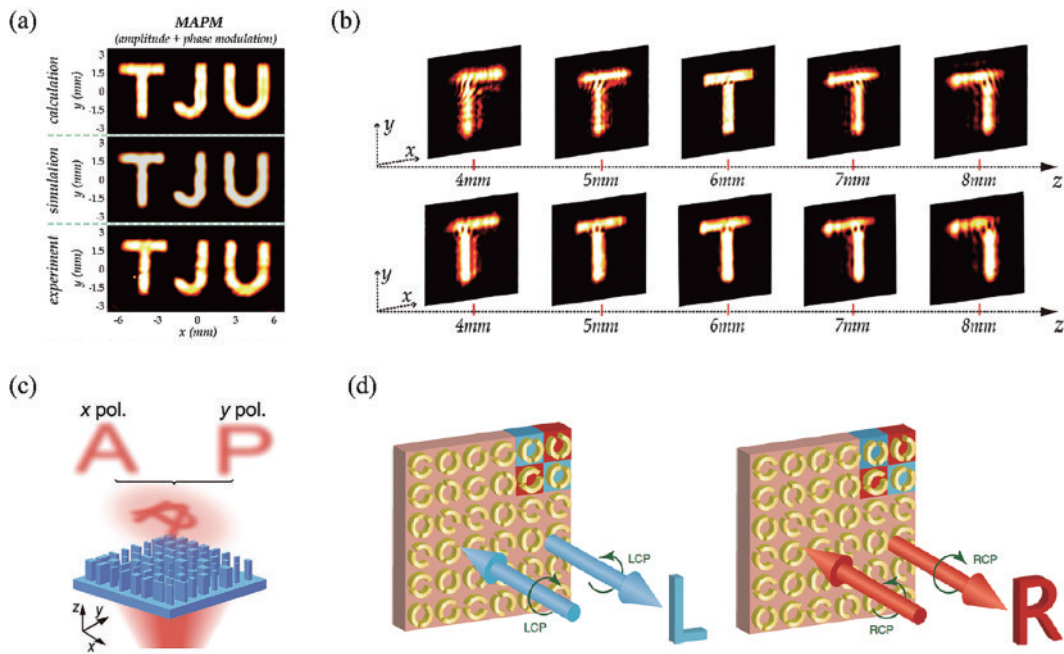 (a)
MAPM
(amplitude + phase modulation)
calculation
y (mm)
3
1.5
0
-1.5
-3
T J U
simulation
y (mm)
3
1.5
0
-1.5
-3
T J U
experiment
y (mm)
3
1.5
0
-1.5
-3
T J U
-6 -3 0 3 6
x (mm)
(b)
T T T T T
y
x
4mm 5mm 6mm 7mm 8mm z
T T T T T
y
x
4mm 5mm 6mm 7mm 8mm z
(c)
x pol. y pol.
A P
z
y
x
(d)
LCP
LCP
L
RCP
RCP
R